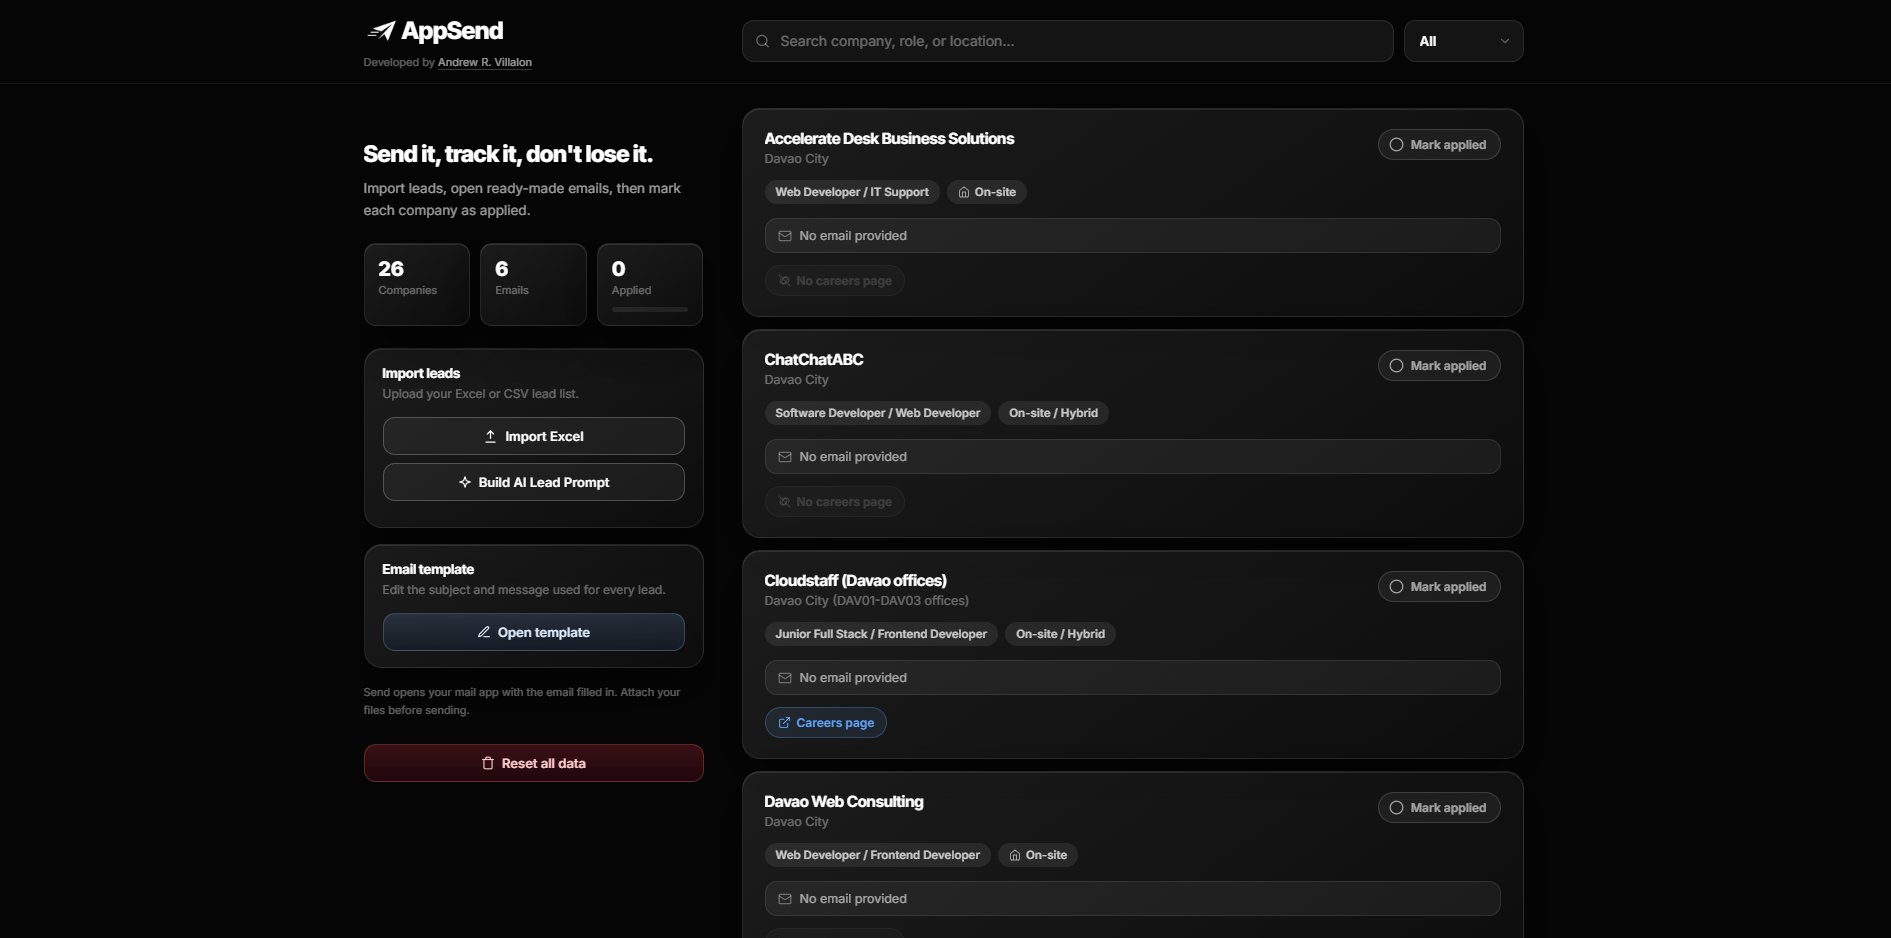 AppSend
Developed by Andrew R. Villalon
Search company, role, or location...
All
Send it, track it, don't lose it.
Import leads, open ready-made emails, then mark
each company as applied.
26
Companies
6
Emails
0
Applied
Import leads
Upload your Excel or CSV lead list.
Import Excel
Build AI Lead Prompt
Email template
Edit the subject and message used for every lead.
Open template
Send opens your mail app with the email filled in. Attach your
files before sending.
Reset all data
Accelerate Desk Business Solutions
Mark applied
Davao City
Web Developer / IT Support
On-site
No email provided
No careers page
ChatChatABC
Mark applied
Davao City
Software Developer / Web Developer
On-site / Hybrid
No email provided
No careers page
Cloudstaff (Davao offices)
Mark applied
Davao City (DAV01-DAV03 offices)
Junior Full Stack / Frontend Developer
On-site / Hybrid
No email provided
Careers page
Davao Web Consulting
Mark applied
Davao City
Web Developer / Frontend Developer
On-site
No email provided